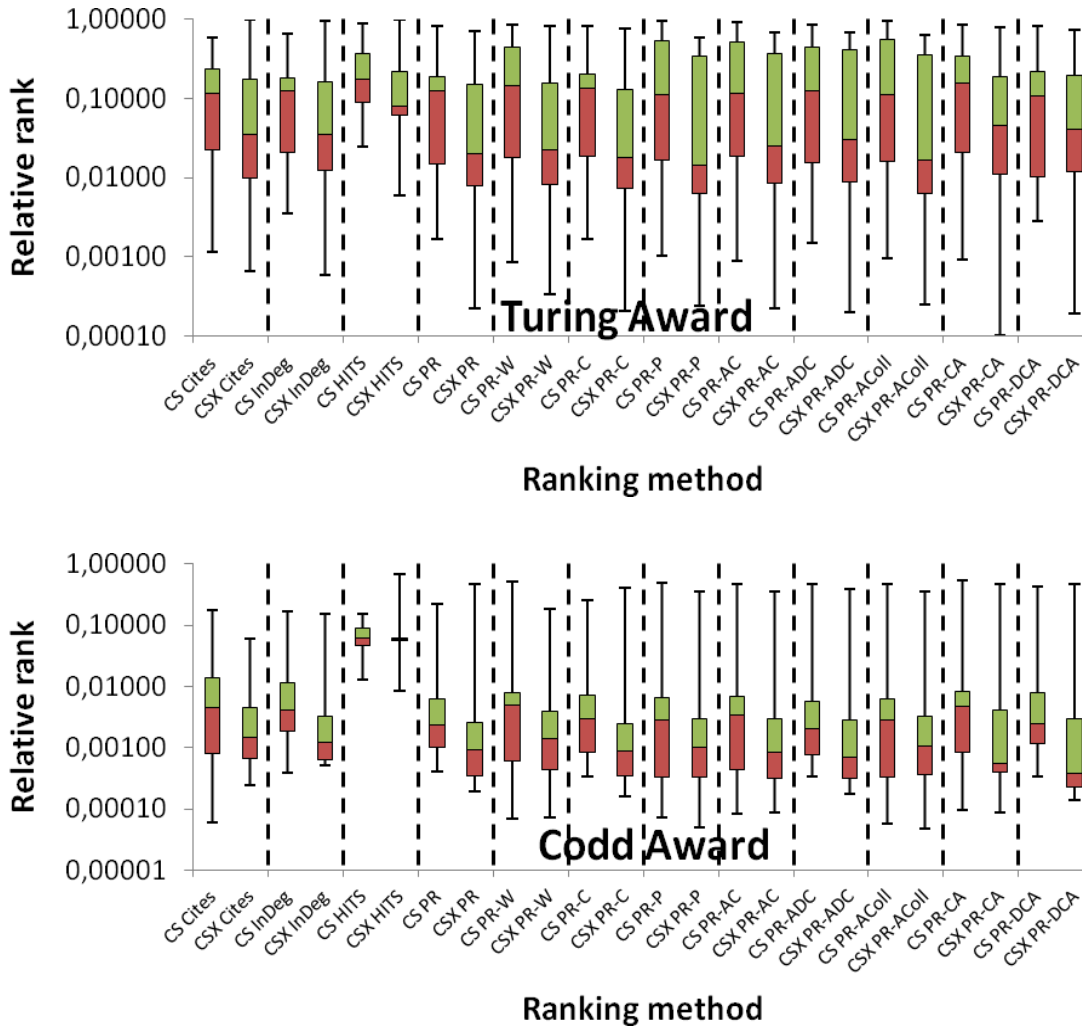 1,00000
0,10000
0,01000
0,00100
0,00010
Relative rank
Turing Award
CS Cites
CSX Cites
CS InDeg
CSX InDeg
CS HITS
CSX HITS
CS PR
CSX PR
CS PR-W
CSX PR-W
CS PR-C
CSX PR-C
CS PR-P
CSX PR-P
CS PR-AC
CSX PR-AC
CS PR-ADC
CSX PR-ADC
CS PR-AColl
CSX PR-AColl
CS PR-CA
CSX PR-CA
CS PR-DCA
CSX PR-DCA
Ranking method
1,00000
0,10000
0,01000
0,00100
0,00010
0,00001
Relative rank
Codd Award
CS Cites
CSX Cites
CS InDeg
CSX InDeg
CS HITS
CSX HITS
CS PR
CSX PR
CS PR-W
CSX PR-W
CS PR-C
CSX PR-C
CS PR-P
CSX PR-P
CS PR-AC
CSX PR-AC
CS PR-ADC
CSX PR-ADC
CS PR-AColl
CSX PR-AColl
CS PR-CA
CSX PR-CA
CS PR-DCA
CSX PR-DCA
Ranking method